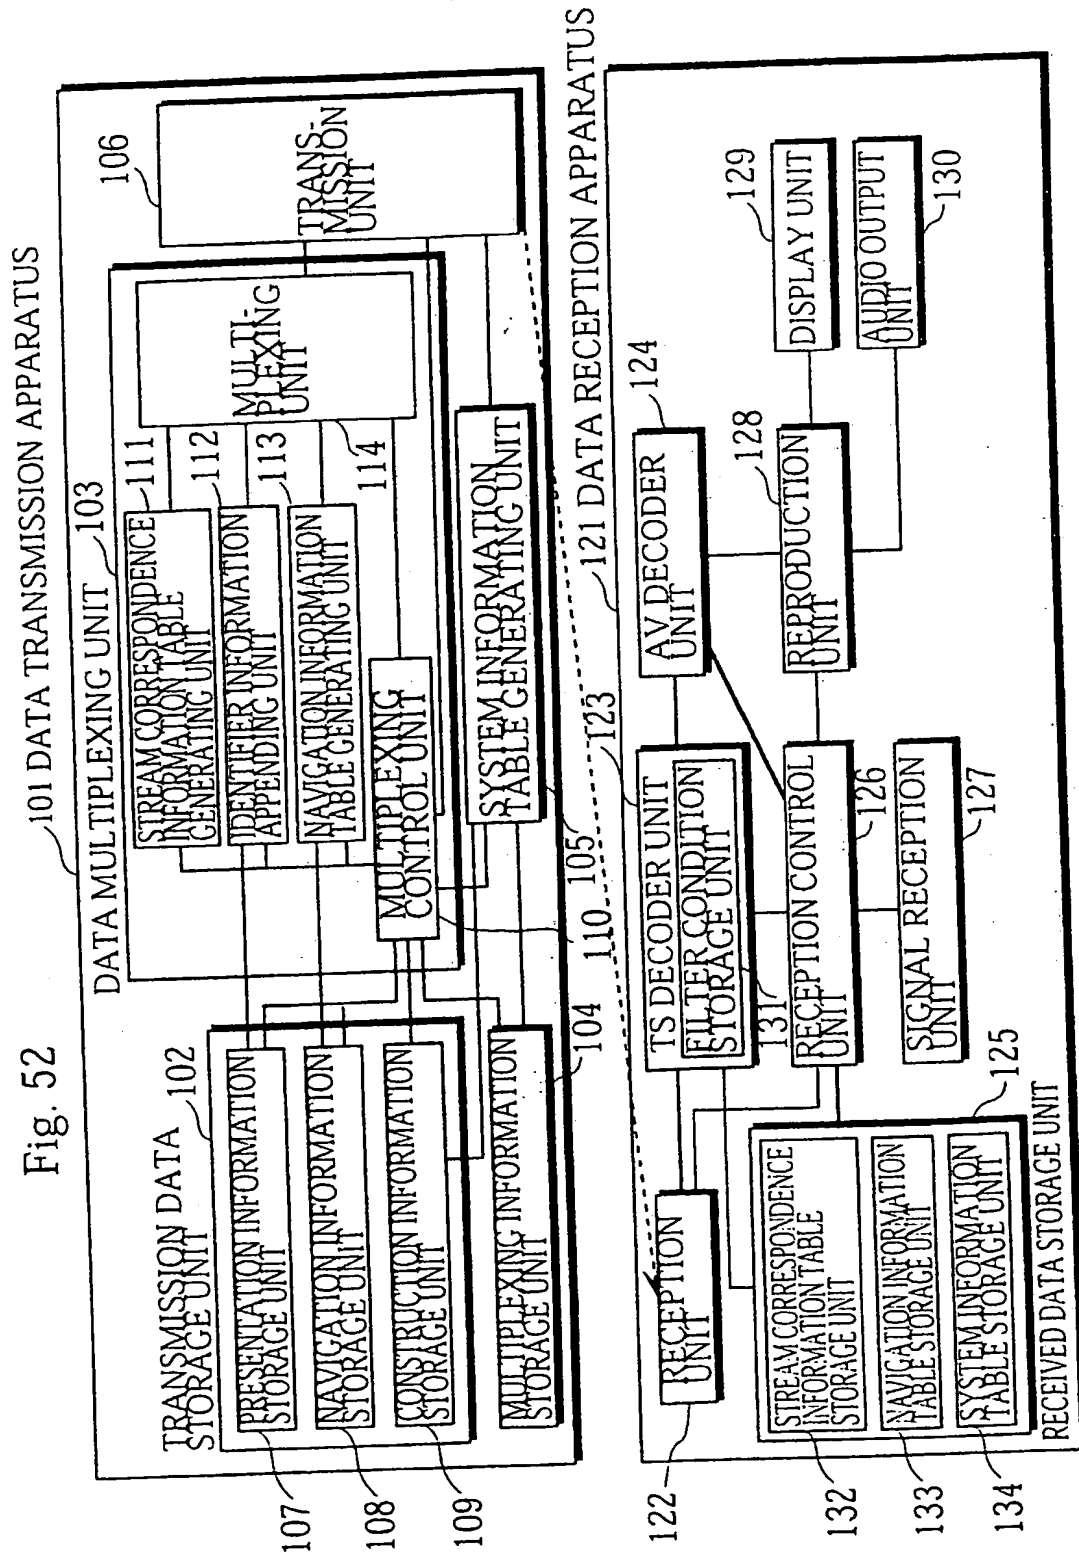 Fig. 52
101 DATA TRANSMISSION APPARATUS
TRANSMISSION DATA
STORAGE UNIT
102
107
PRESENTATION INFORMATION
STORAGE UNIT
108
NAVIGATION INFORMATION
STORAGE UNIT
109
CONSTRUCTION INFORMATION
STORAGE UNIT
MULTIPLEXING INFORMATION
STORAGE UNIT
104
DATA MULTIPLEXING UNIT
103
STREAM CORRESPONDENCE
INFORMATION TABLE
GENERATING UNIT
111
IDENTIFIER INFORMATION
APPENDING UNIT
112
NAVIGATION INFORMATION
TABLE GENERATING UNIT
113
MULTIPLEXING
CONTROL UNIT
110
MULTI-
PLEXING
UNIT
114
SYSTEM INFORMATION
TABLE GENERATING UNIT
105
TRANS-
MISSION
UNIT
106
121 DATA RECEPTION APPARATUS
RECEPTION
UNIT
122
TS DECODER UNIT
FILTER CONDITION
STORAGE UNIT
123
131
AV DECODER
UNIT
124
RECEPTION CONTROL
UNIT
126
SIGNAL RECEPTION
UNIT
127
REPRODUCTION
UNIT
128
DISPLAY UNIT
129
AUDIO OUTPUT
UNIT
130
125
132
STREAM CORRESPONDENCE
INFORMATION TABLE
STORAGE UNIT
133
NAVIGATION INFORMATION
TABLE STORAGE UNIT
134
SYSTEM INFORMATION
TABLE STORAGE UNIT
RECEIVED DATA STORAGE UNIT